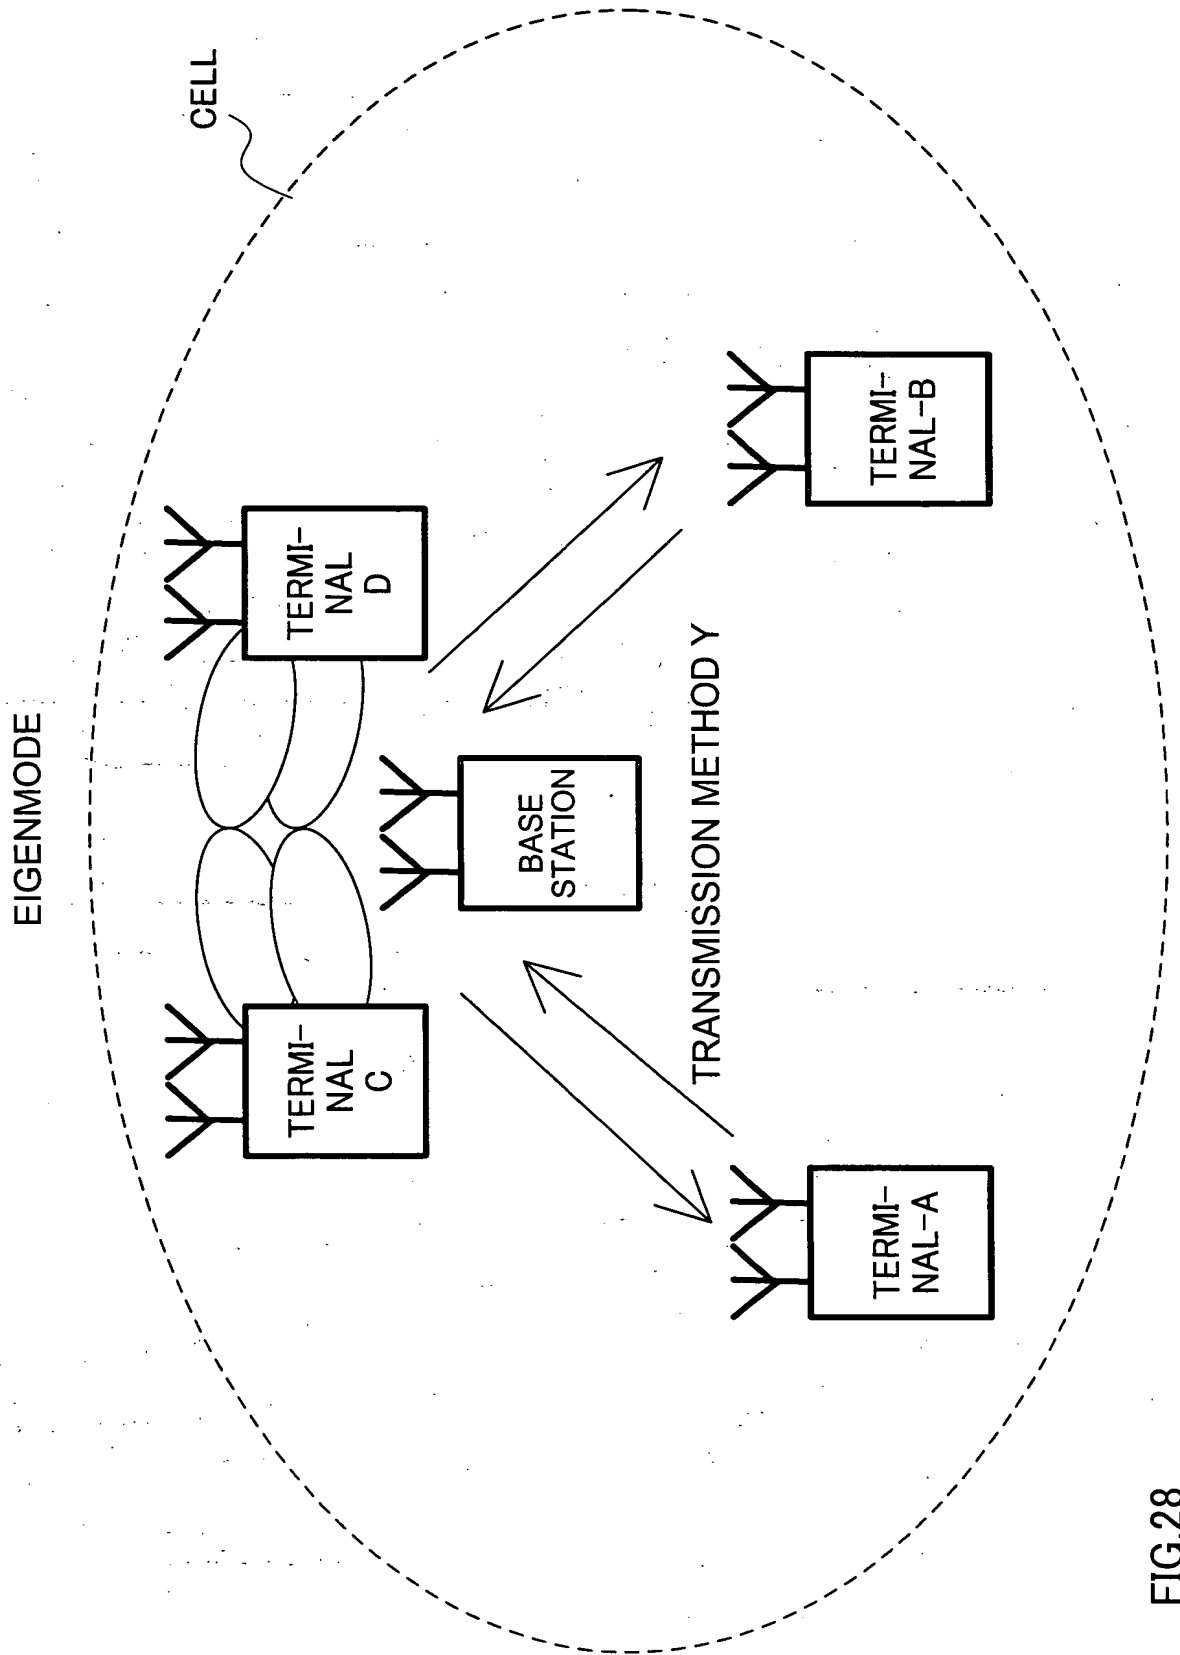 EIGENMODE
CELL
TERMI-
NAL
C
TERMI-
NAL
D
BASE
STATION
TRANSMISSION METHOD Y
TERMI-
NAL-A
TERMI-
NAL-B
FIG.28